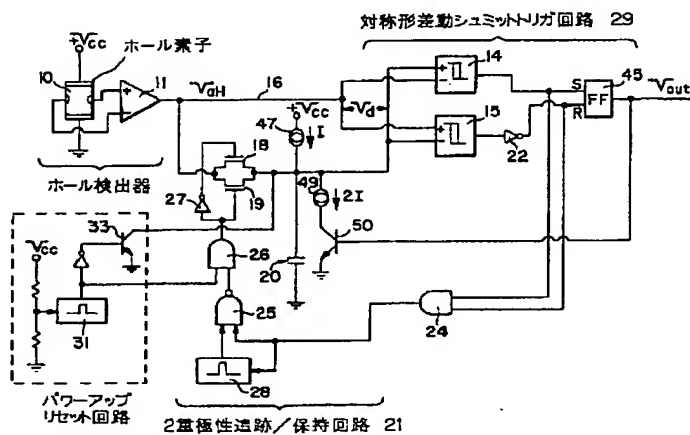 対称形差動シュミットトリガ回路 29
+Vcc
ホール素子
10
11
ホール検出器
VaH
16
+Vcc
47
I
18
19
27
Vd
14
15
22
S
R
FF
45
Vout
49
2I
50
20
33
Vcc
31
パワーアップ
リセット回路
26
25
24
28
2重極性追跡/保持回路 21